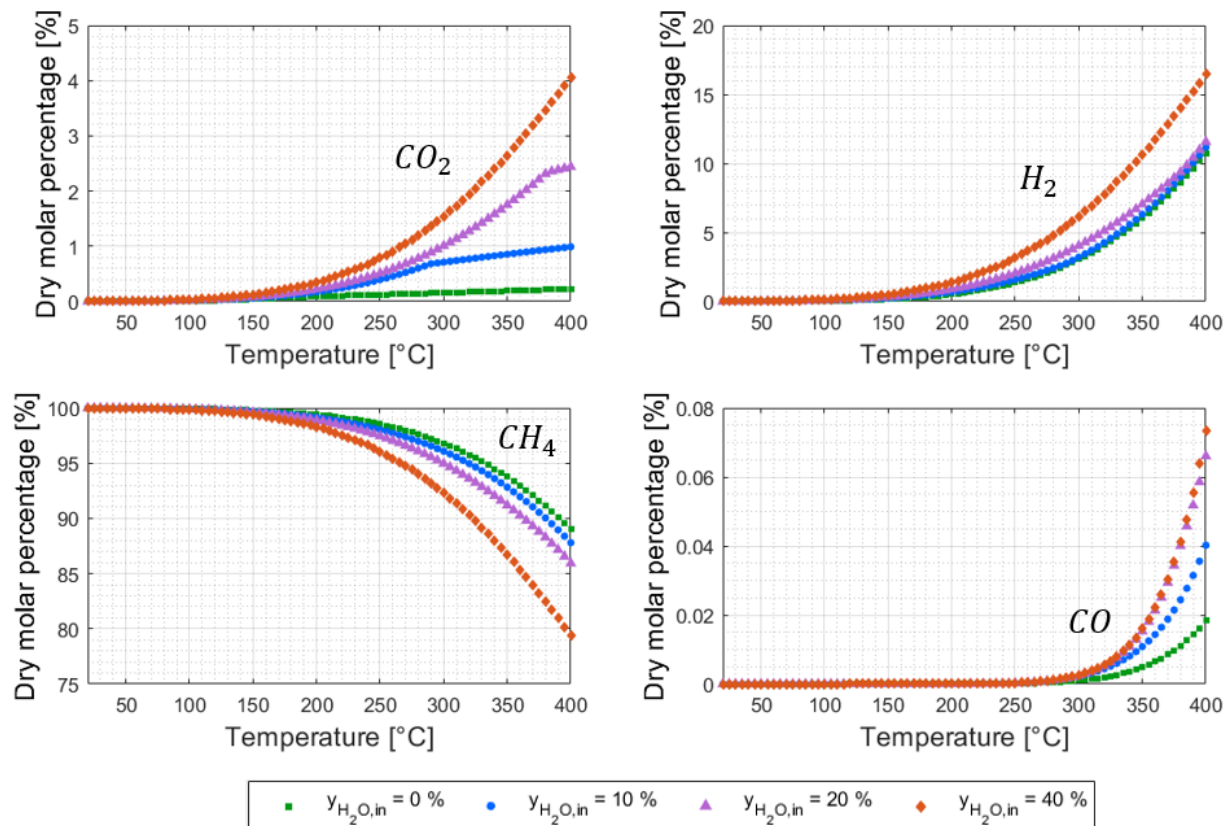 Dry molar percentage [%]
5
4
3
2
1
0
CO2
50 100 150 200 250 300 350 400
Temperature [°C]
Dry molar percentage [%]
20
15
10
5
0
H2
50 100 150 200 250 300 350 400
Temperature [°C]
Dry molar percentage [%]
100
95
90
85
80
75
CH4
50 100 150 200 250 300 350 400
Temperature [°C]
Dry molar percentage [%]
0.08
0.06
0.04
0.02
0
CO
50 100 150 200 250 300 350 400
Temperature [°C]
yH2O,in = 0 % yH2O,in = 10 % yH2O,in = 20 % yH2O,in = 40 %